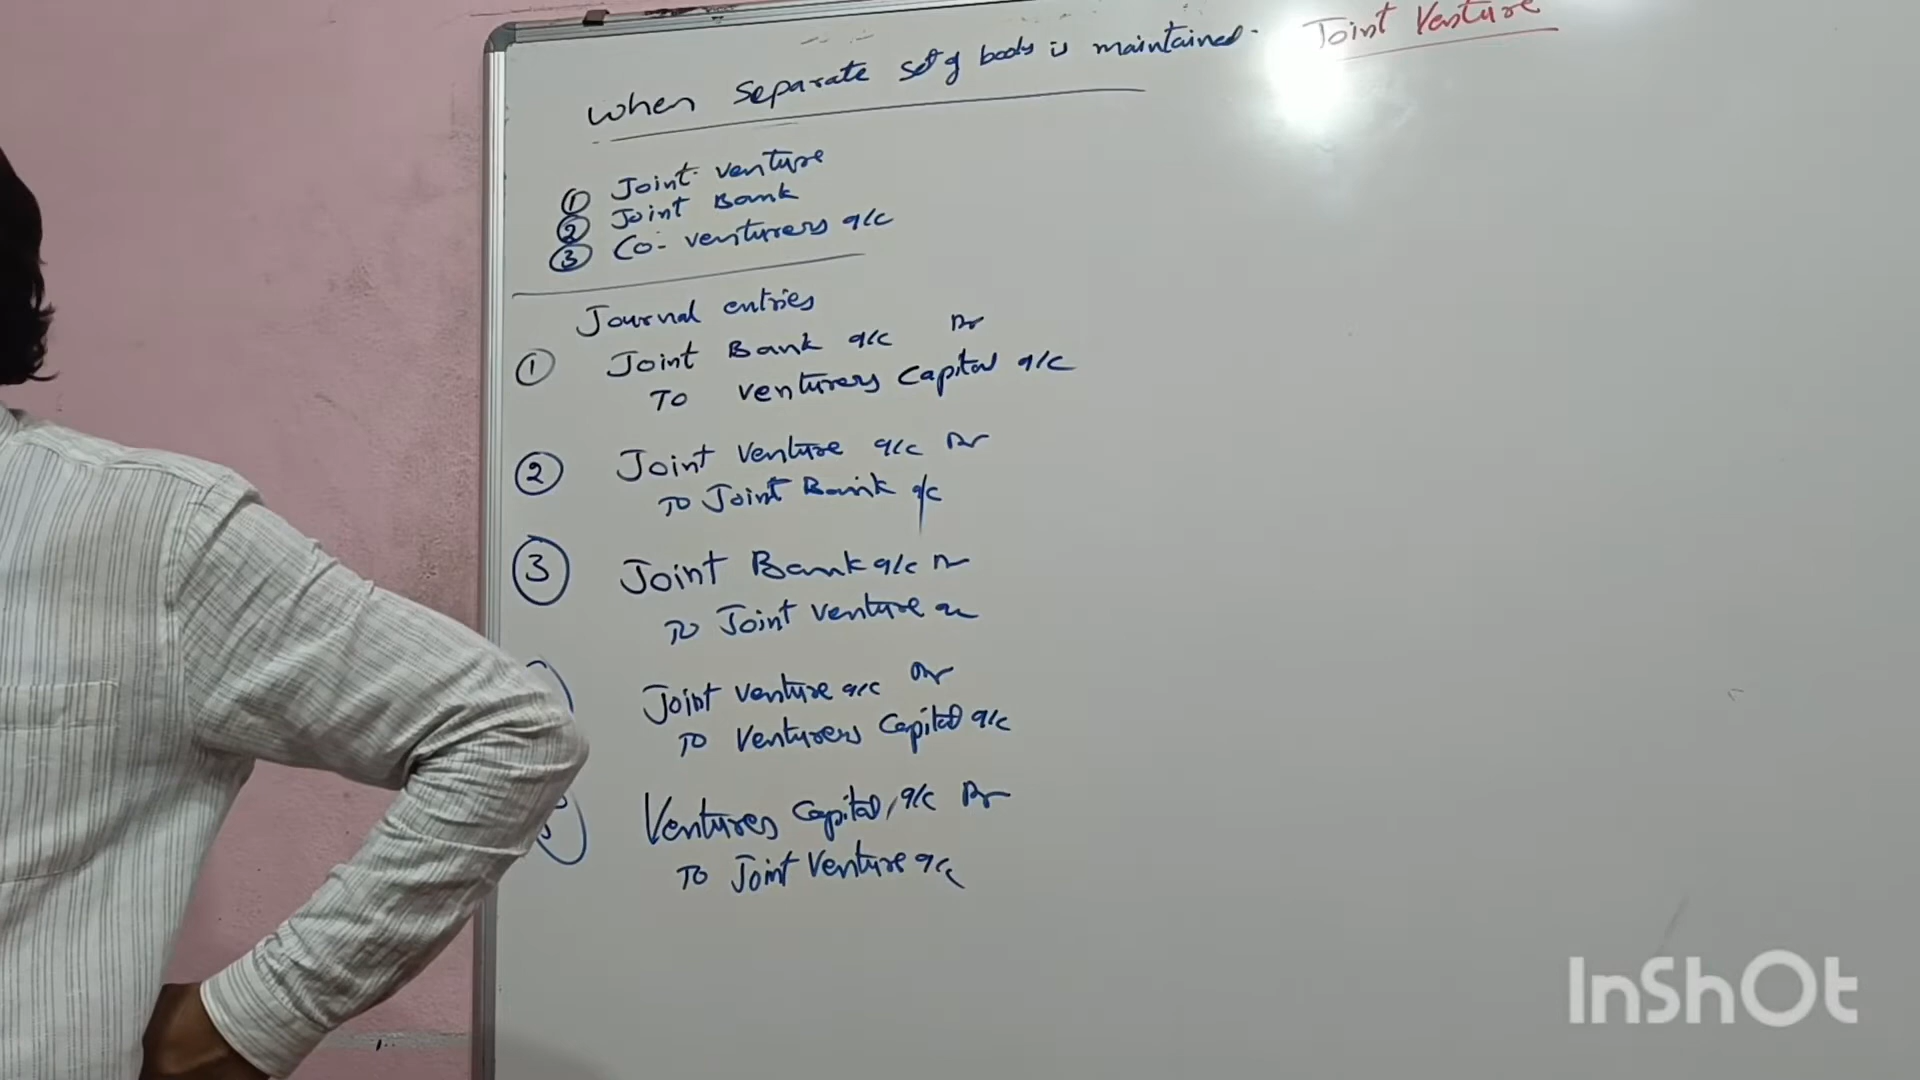 Joint Venture
When Separate set of books is maintained.
① Joint venture
② Joint Bank
③ Co-venturers a/c
Journal entries
① Joint Bank a/c Dr
To venturers Capital a/c
② Joint Venture a/c Dr
To Joint Bank a/c
③ Joint Bank a/c Dr
To Joint venture a/c
Joint venture a/c Dr
To Venturers Capital a/c
Ventures Capital a/c Dr
To Joint Venture a/c
InShOt